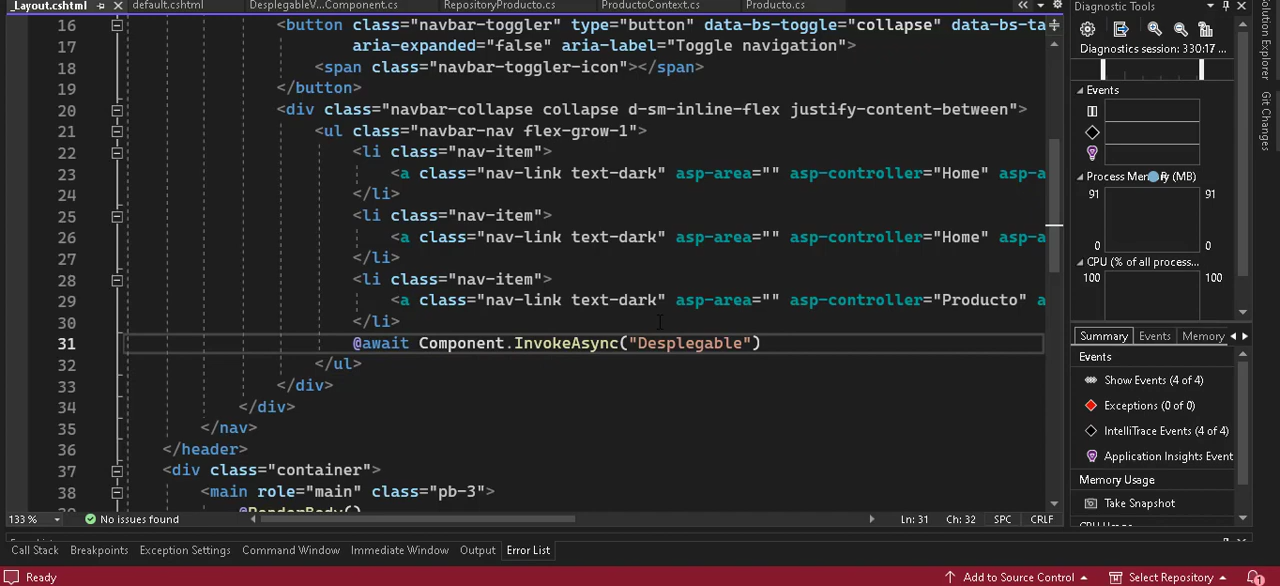 _Layout.cshtml default.cshtml DesplegableV...Component.cs RepositoryProducto.cs ProductoContext.cs Producto.cs
16 <button class="navbar-toggler" type="button" data-bs-toggle="collapse" data-bs-ta
17 aria-expanded="false" aria-label="Toggle navigation">
18 <span class="navbar-toggler-icon"></span>
19 </button>
20 <div class="navbar-collapse collapse d-sm-inline-flex justify-content-between">
21 <ul class="navbar-nav flex-grow-1">
22 <li class="nav-item">
23 <a class="nav-link text-dark" asp-area="" asp-controller="Home" asp-a
24 </li>
25 <li class="nav-item">
26 <a class="nav-link text-dark" asp-area="" asp-controller="Home" asp-a
27 </li>
28 <li class="nav-item">
29 <a class="nav-link text-dark" asp-area="" asp-controller="Producto" a
30 </li>
31 @await Component.InvokeAsync("Desplegable")
32 </ul>
33 </div>
34 </div>
35 </nav>
36 </header>
37 <div class="container">
38 <main role="main" class="pb-3">
@RenderBody()
133 % No issues found Ln: 31 Ch: 32 SPC CRLF
Call Stack Breakpoints Exception Settings Command Window Immediate Window Output Error List
Ready Add to Source Control Select Repository 1
Diagnostic Tools
Diagnostics session: 330:17 ...
Events
Process Memory (MB)
91 91
0 0
CPU (% of all process...
100 100
Summary Events Memory
Events
Show Events (4 of 4)
Exceptions (0 of 0)
IntelliTrace Events (4 of 4)
Application Insights Event
Memory Usage
Take Snapshot
Solution Explorer
Git Changes